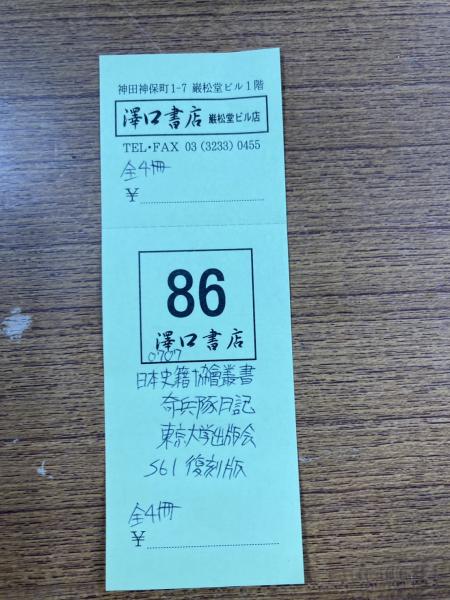 神田神保町1-7 巌松堂ビル1階
澤口書店 巌松堂ビル店
TEL・FAX 03 (3233) 0455
全4冊
¥
86
澤口書店
0707
日本史籍協會叢書
奇兵隊日記
東京大学出版会
S61 復刻版
全4冊
¥